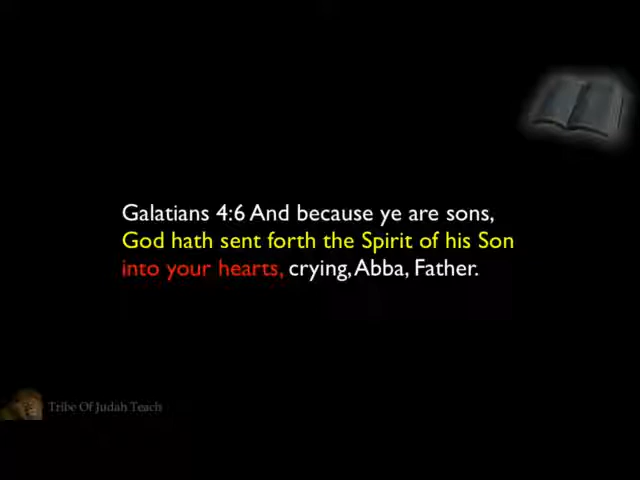 Galatians 4:6 And because ye are sons,
God hath sent forth the Spirit of his Son
into your hearts, crying, Abba, Father.
Tribe Of Judah Teach